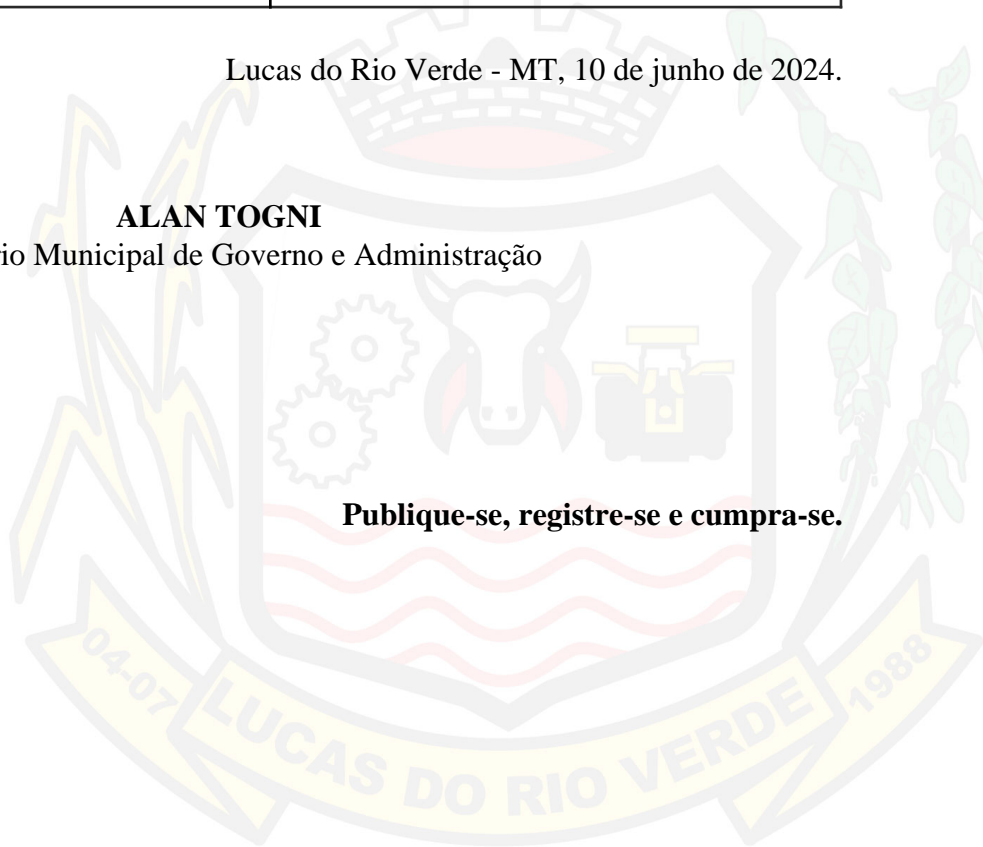 Lucas do Rio Verde - MT, 10 de junho de 2024.
ALAN TOGNI
rio Municipal de Governo e Administração
Publique-se, registre-se e cumpra-se.
04-07 LUCAS DO RIO VERDE 1988